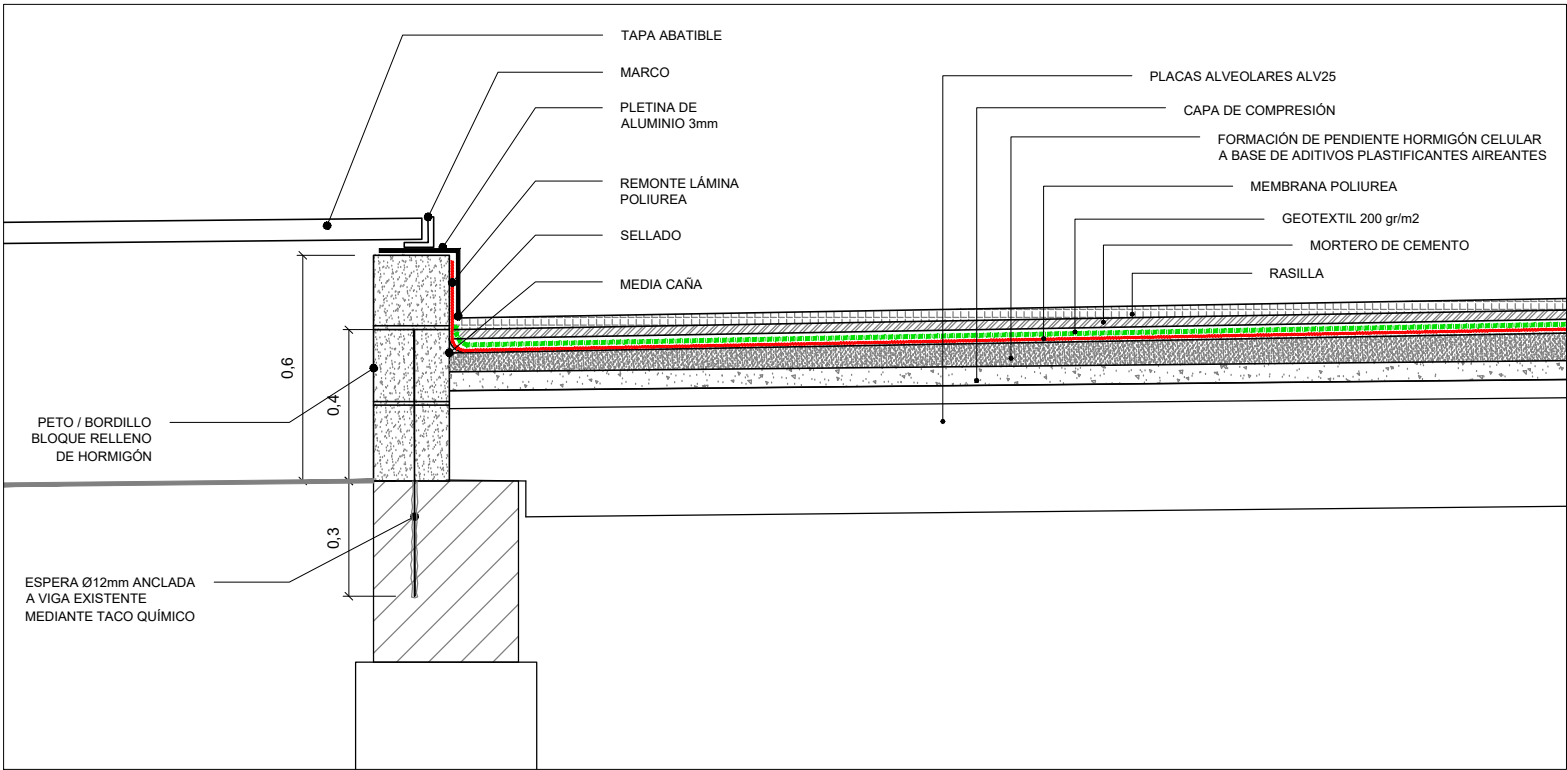 TAPA ABATIBLE
MARCO
PLETINA DE
ALUMINIO 3mm
REMONTE LÁMINA
POLIUREA
SELLADO
MEDIA CAÑA
PLACAS ALVEOLARES ALV25
CAPA DE COMPRESIÓN
FORMACIÓN DE PENDIENTE HORMIGÓN CELULAR
A BASE DE ADITIVOS PLASTIFICANTES AIREANTES
MEMBRANA POLIUREA
GEOTEXTIL 200 gr/m2
MORTERO DE CEMENTO
RASILLA
0,6
0,4
0,3
PETO / BORDILLO
BLOQUE RELLENO
DE HORMIGÓN
ESPERA Ø12mm ANCLADA
A VIGA EXISTENTE
MEDIANTE TACO QUÍMICO